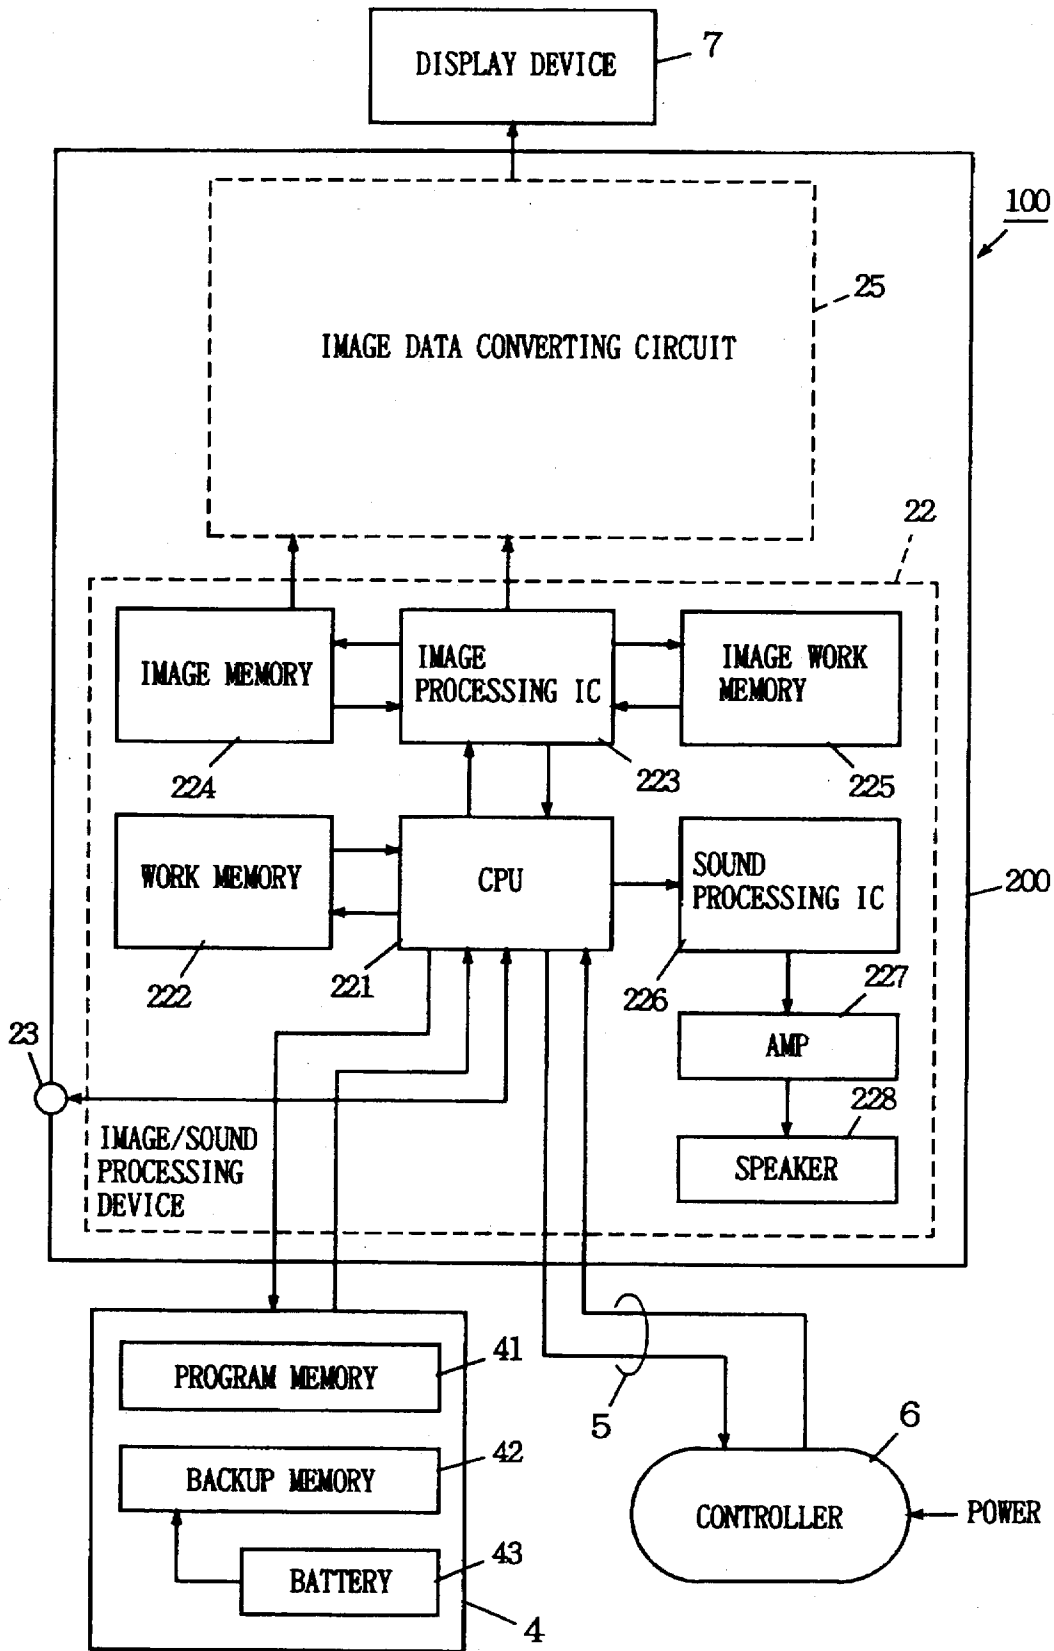 DISPLAY DEVICE
7
100
25
IMAGE DATA CONVERTING CIRCUIT
22
IMAGE MEMORY
224
IMAGE
PROCESSING IC
223
IMAGE WORK
MEMORY
225
WORK MEMORY
222
CPU
221
SOUND
PROCESSING IC
226
200
227
AMP
228
SPEAKER
23
IMAGE/SOUND
PROCESSING
DEVICE
PROGRAM MEMORY
41
BACKUP MEMORY
42
BATTERY
43
4
5
6
CONTROLLER
POWER